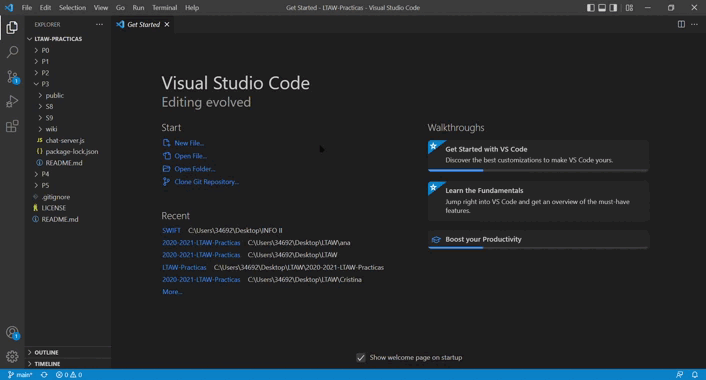 File Edit Selection View Go Run Terminal Help
Get Started - LTAW-Practicas - Visual Studio Code
EXPLORER
Get Started
LTAW-PRACTICAS
P0
P1
P2
P3
public
S8
S9
wiki
JS chat-server.js
{} package-lock.json
README.md
P4
P5
.gitignore
LICENSE
README.md
OUTLINE
TIMELINE
1
1
Visual Studio Code
Editing evolved
Start
New File...
Open File...
Open Folder...
Clone Git Repository...
Recent
SWIFT C:\Users\34692\Desktop\INFO II
2020-2021-LTAW-Practicas C:\Users\34692\Desktop\LTAW\ana
2020-2021-LTAW-Practicas C:\Users\34692\Desktop\LTAW
LTAW-Practicas C:\Users\34692\Desktop\LTAW\2020-2021-LTAW-Practicas
2020-2021-LTAW-Practicas C:\Users\34692\Desktop\LTAW\Cristina
More...
Walkthroughs
Get Started with VS Code
Discover the best customizations to make VS Code yours.
Learn the Fundamentals
Jump right into VS Code and get an overview of the must-have
features.
Boost your Productivity
Show welcome page on startup
main* 0 0